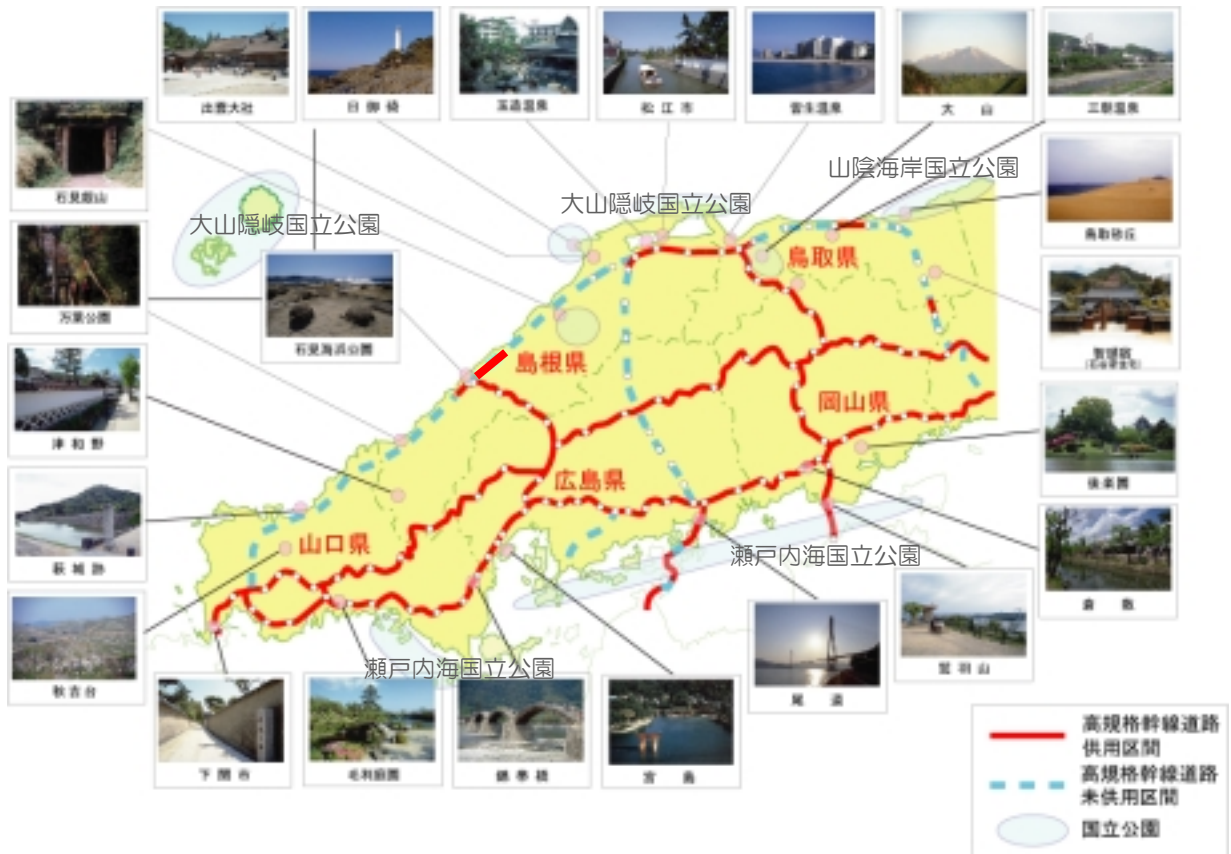 出雲大社
日御碕
玉造温泉
松江市
皆生温泉
大山
三朝温泉
石見銀山
山陰海岸国立公園
大山隠岐国立公園
大山隠岐国立公園
鳥取砂丘
鳥取県
万葉公園
石見海浜公園
智頭宿
(石谷家住宅)
島根県
岡山県
津和野
広島県
後楽園
萩城跡
山口県
瀬戸内海国立公園
倉敷
鷲羽山
秋吉台
瀬戸内海国立公園
尾道
下関市
毛利庭園
錦帯橋
宮島
高規格幹線道路
供用区間
高規格幹線道路
未供用区間
国立公園